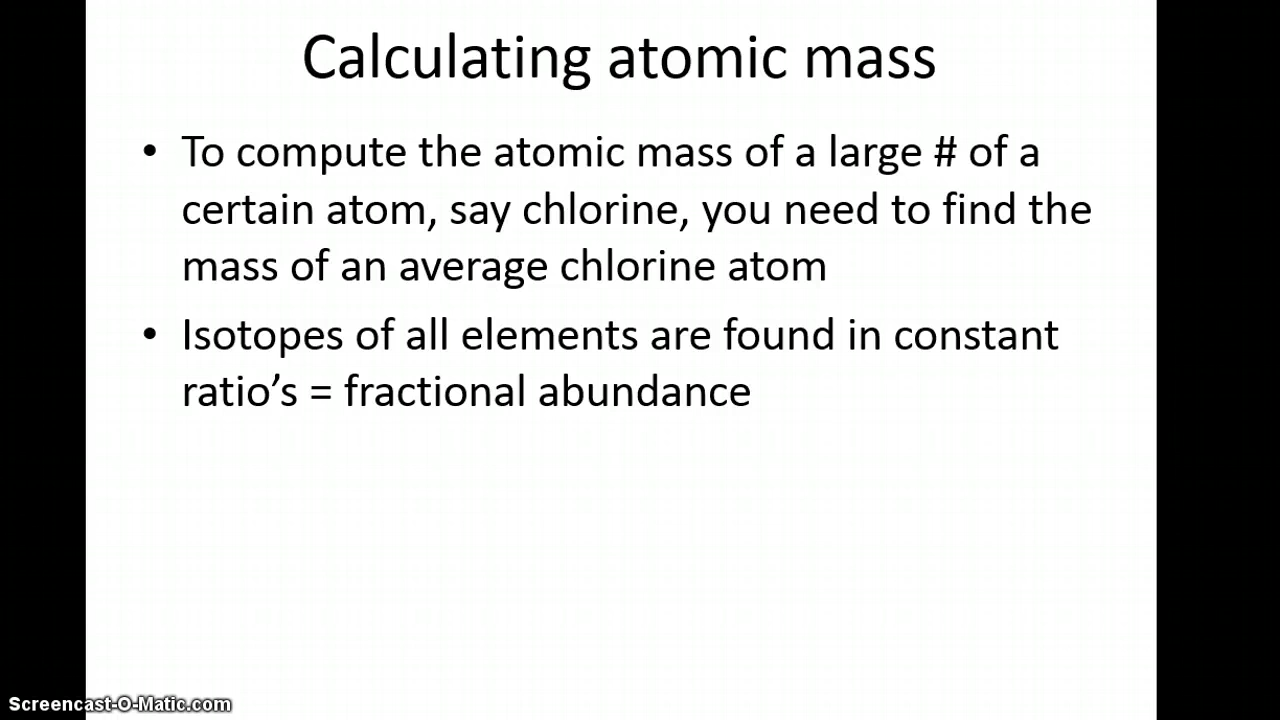 Calculating atomic mass
• To compute the atomic mass of a large # of a
certain atom, say chlorine, you need to find the
mass of an average chlorine atom
• Isotopes of all elements are found in constant
ratio’s = fractional abundance
Screencast-O-Matic.com